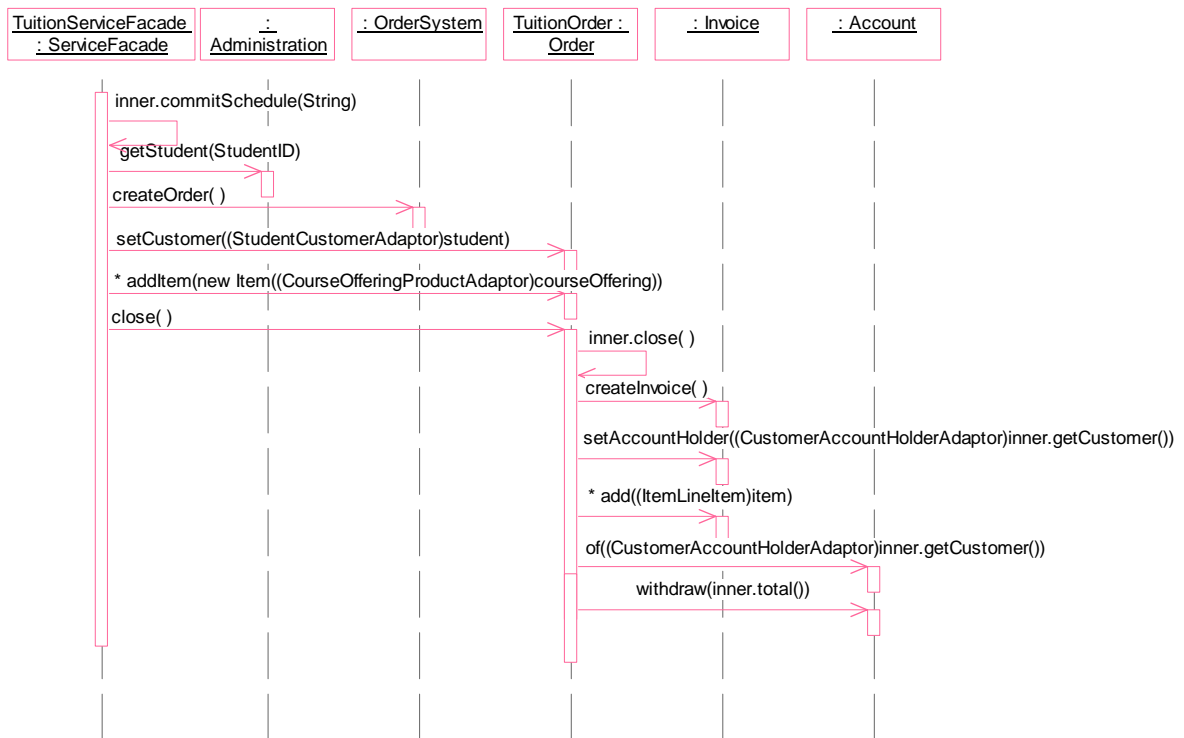 TuitionServiceFacade
: ServiceFacade
:
Administration
: OrderSystem
TuitionOrder :
Order
: Invoice
: Account
inner.commitSchedule(String)
getStudent(StudentID)
createOrder( )
setCustomer((StudentCustomerAdaptor)student)
* addItem(new Item((CourseOfferingProductAdaptor)courseOffering))
close( )
inner.close( )
createInvoice( )
setAccountHolder((CustomerAccountHolderAdaptor)inner.getCustomer())
* add((ItemLineItem)item)
of((CustomerAccountHolderAdaptor)inner.getCustomer())
withdraw(inner.total())